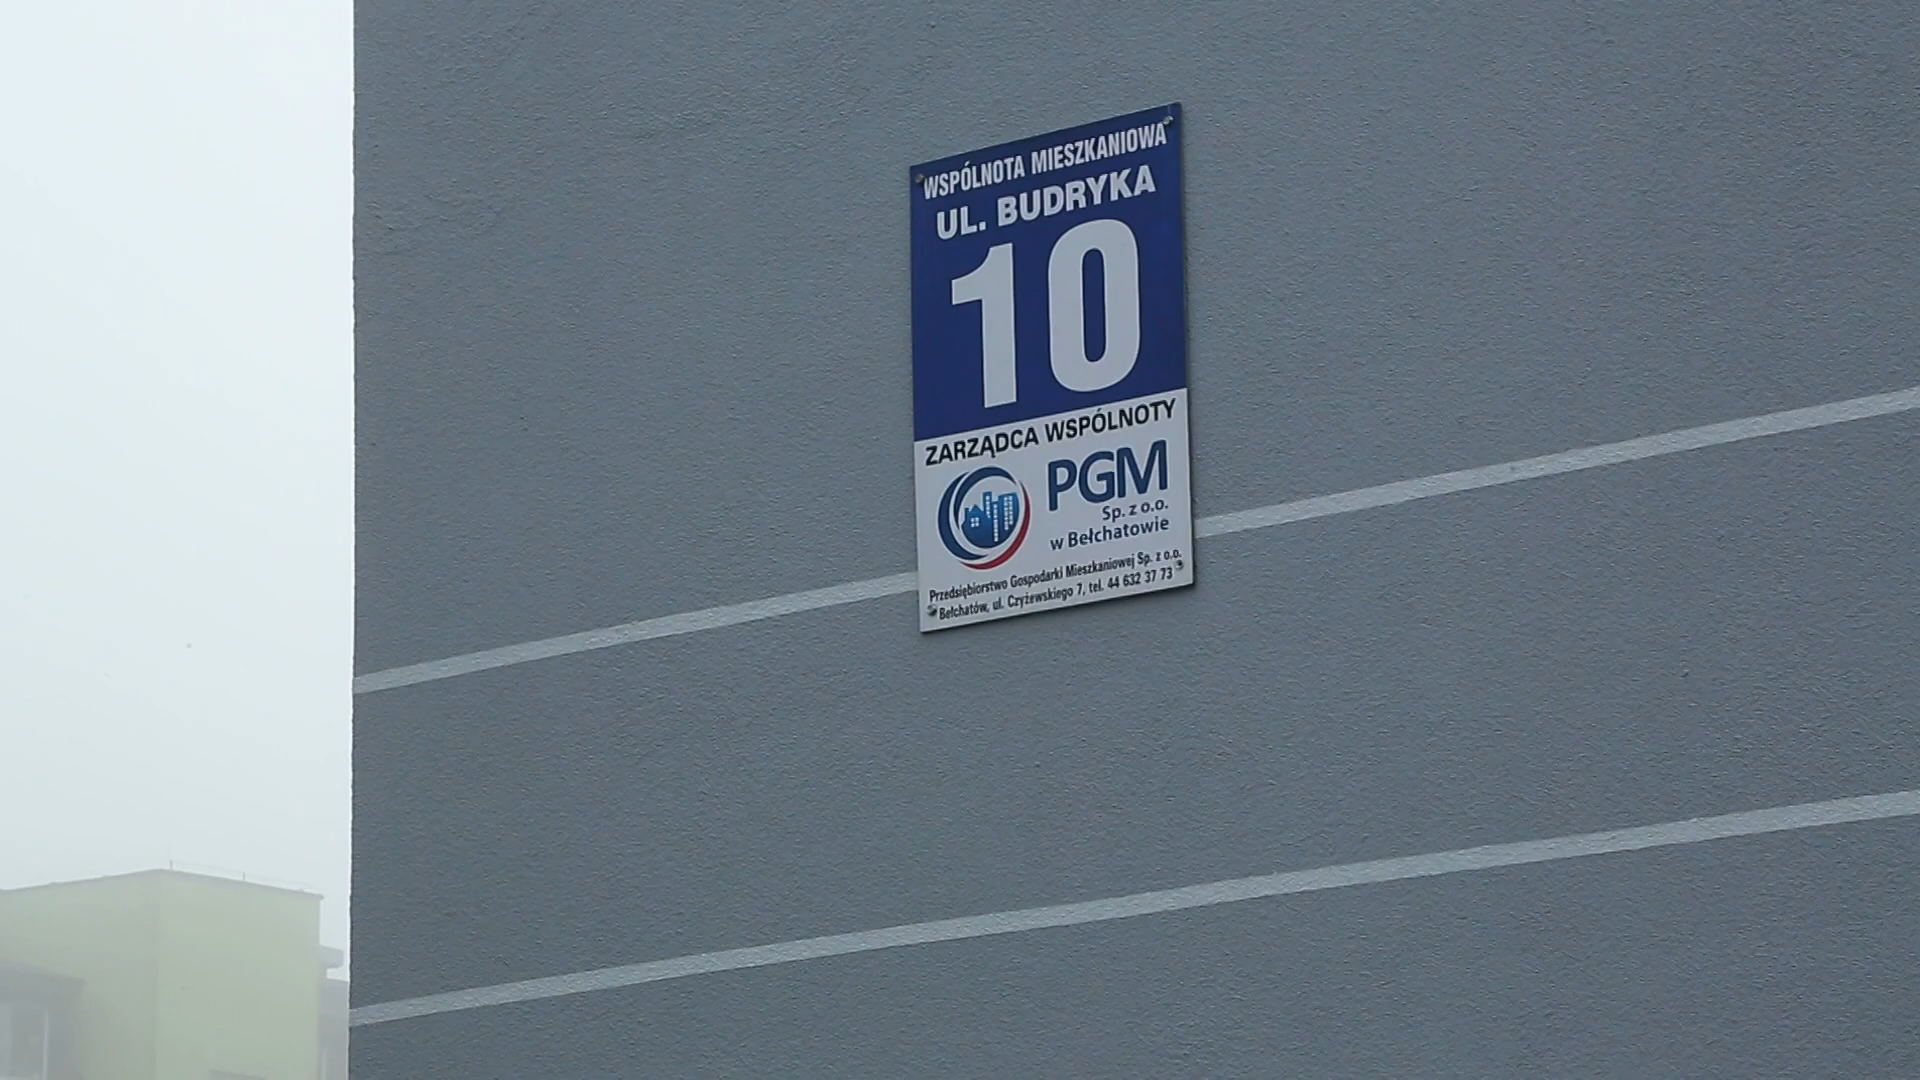 WSPÓLNOTA MIESZKANIOWA
UL. BUDRYKA
10
ZARZĄDCA WSPÓLNOTY
PGM
Sp. z o.o.
w Bełchatowie
Przedsiębiorstwo Gospodarki Mieszkaniowej Sp. z o.o.
Bełchatów, ul. Czyżewskiego 7, tel. 44 632 37 73